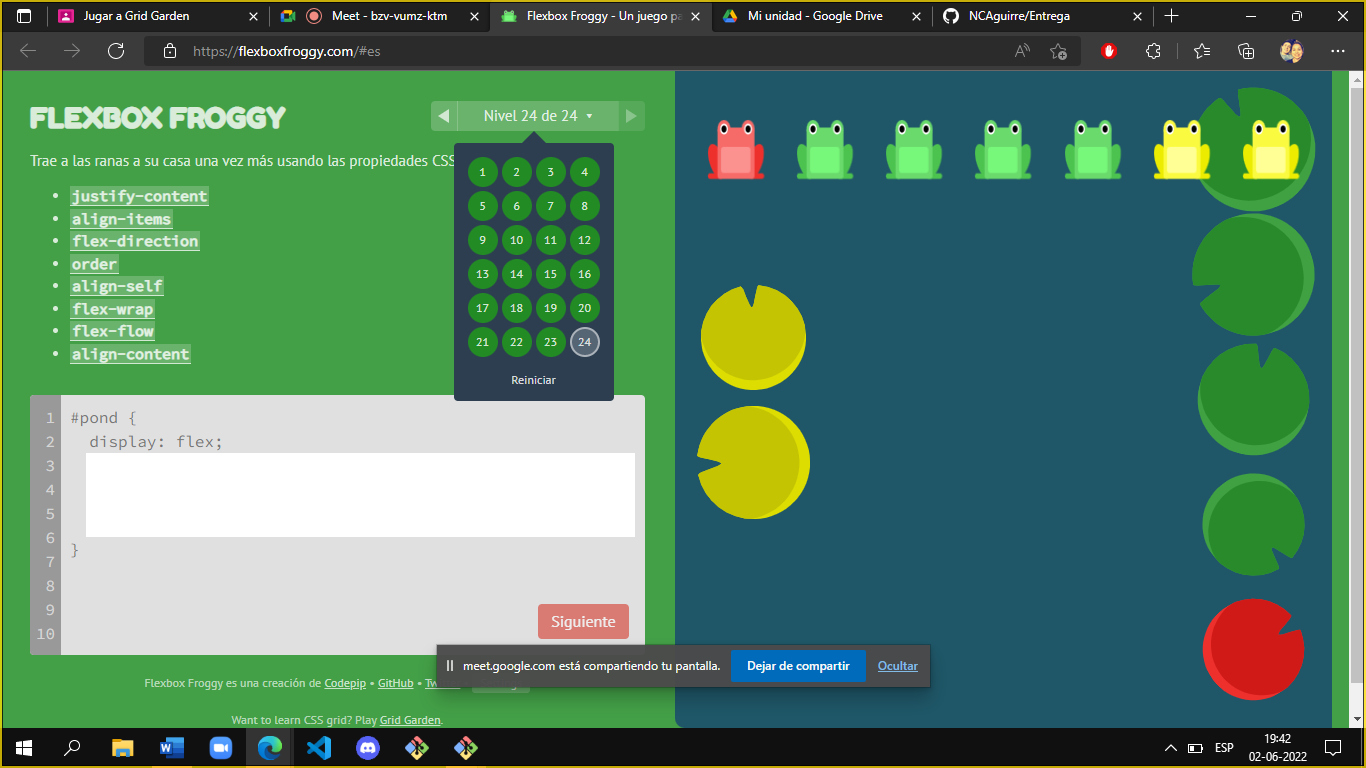 Jugar a Grid Garden
Meet - bzv-vumz-ktm
Flexbox Froggy - Un juego pa
Mi unidad - Google Drive
NCAguirre/Entrega
https://flexboxfroggy.com/#es
FLEXBOX FROGGY
Nivel 24 de 24
Trae a las ranas a su casa una vez más usando las propiedades CSS
justify-content
align-items
flex-direction
order
align-self
flex-wrap
flex-flow
align-content
1 2 3 4
5 6 7 8
9 10 11 12
13 14 15 16
17 18 19 20
21 22 23 24
Reiniciar
1 #pond {
2 display: flex;
3
4
5
6 }
7
8
9
10
Siguiente
meet.google.com está compartiendo tu pantalla. Dejar de compartir Ocultar
Flexbox Froggy es una creación de Codepip • GitHub •
Want to learn CSS grid? Play Grid Garden.
ESP
19:42
02-06-2022